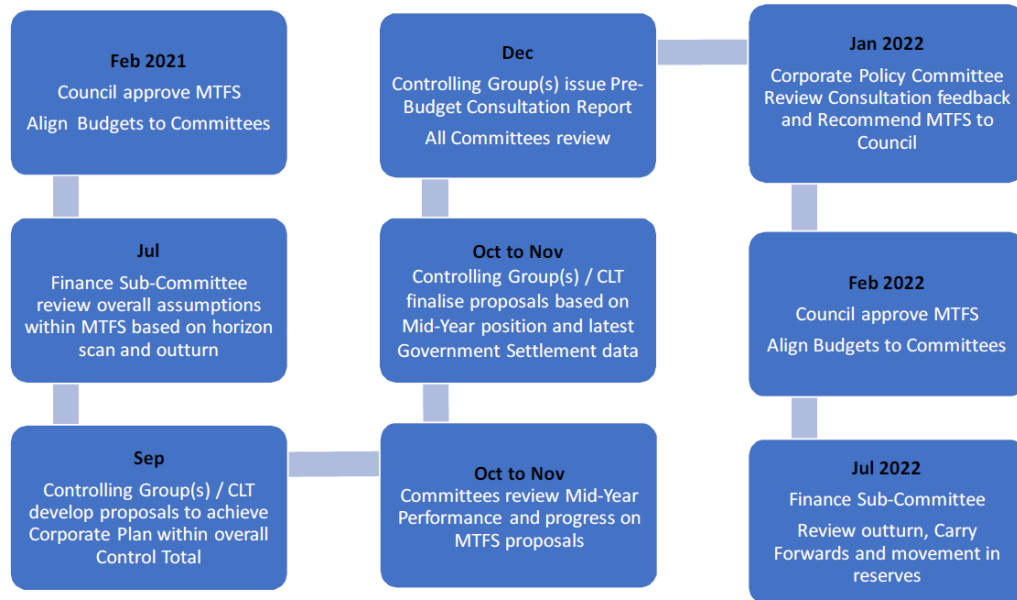 Feb 2021
Council approve MTFS
Align Budgets to Committees
Jul
Finance Sub-Committee
review overall assumptions
within MTFS based on horizon
scan and outturn
Sep
Controlling Group(s) / CLT
develop proposals to achieve
Corporate Plan within overall
Control Total
Oct to Nov
Committees review Mid-Year
Performance and progress on
MTFS proposals
Oct to Nov
Controlling Group(s) / CLT
finalise proposals based on
Mid-Year position and latest
Government Settlement data
Dec
Controlling Group(s) issue Pre-
Budget Consultation Report
All Committees review
Jan 2022
Corporate Policy Committee
Review Consultation feedback
and Recommend MTFS to
Council
Feb 2022
Council approve MTFS
Align Budgets to Committees
Jul 2022
Finance Sub-Committee
Review outturn, Carry
Forwards and movement in
reserves